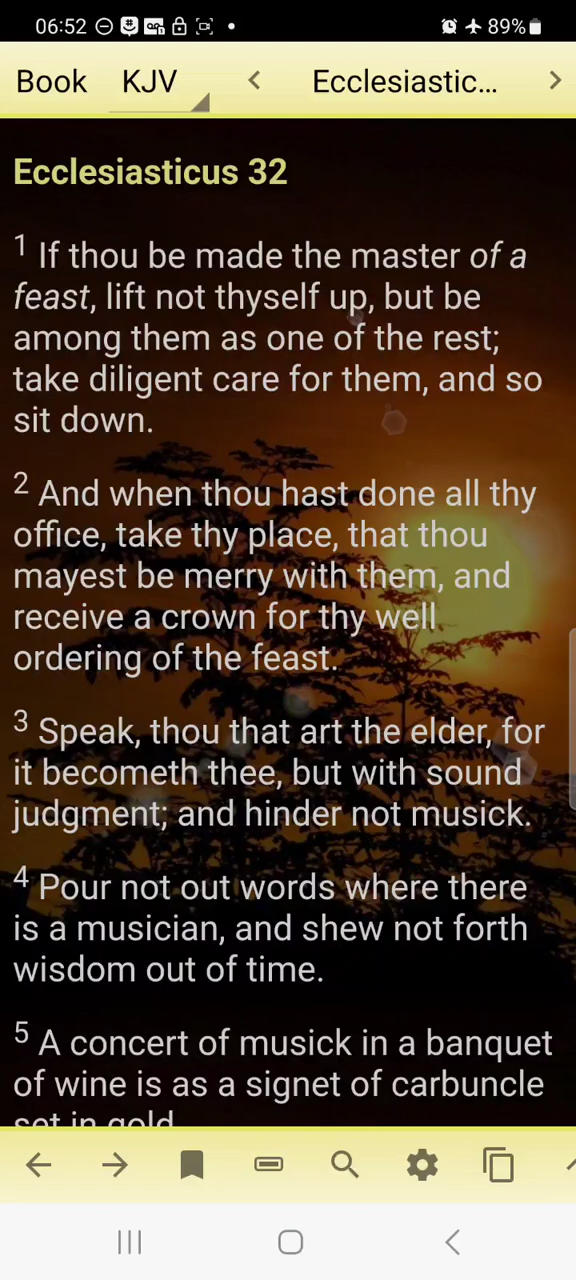 06:52 89%
Book KJV Ecclesiastic...
Ecclesiasticus 32
1 If thou be made the master of a
feast, lift not thyself up, but be
among them as one of the rest;
take diligent care for them, and so
sit down.
2 And when thou hast done all thy
office, take thy place, that thou
mayest be merry with them, and
receive a crown for thy well
ordering of the feast.
3 Speak, thou that art the elder, for
it becometh thee, but with sound
judgment; and hinder not musick.
4 Pour not out words where there
is a musician, and shew not forth
wisdom out of time.
5 A concert of musick in a banquet
of wine is as a signet of carbuncle
set in gold